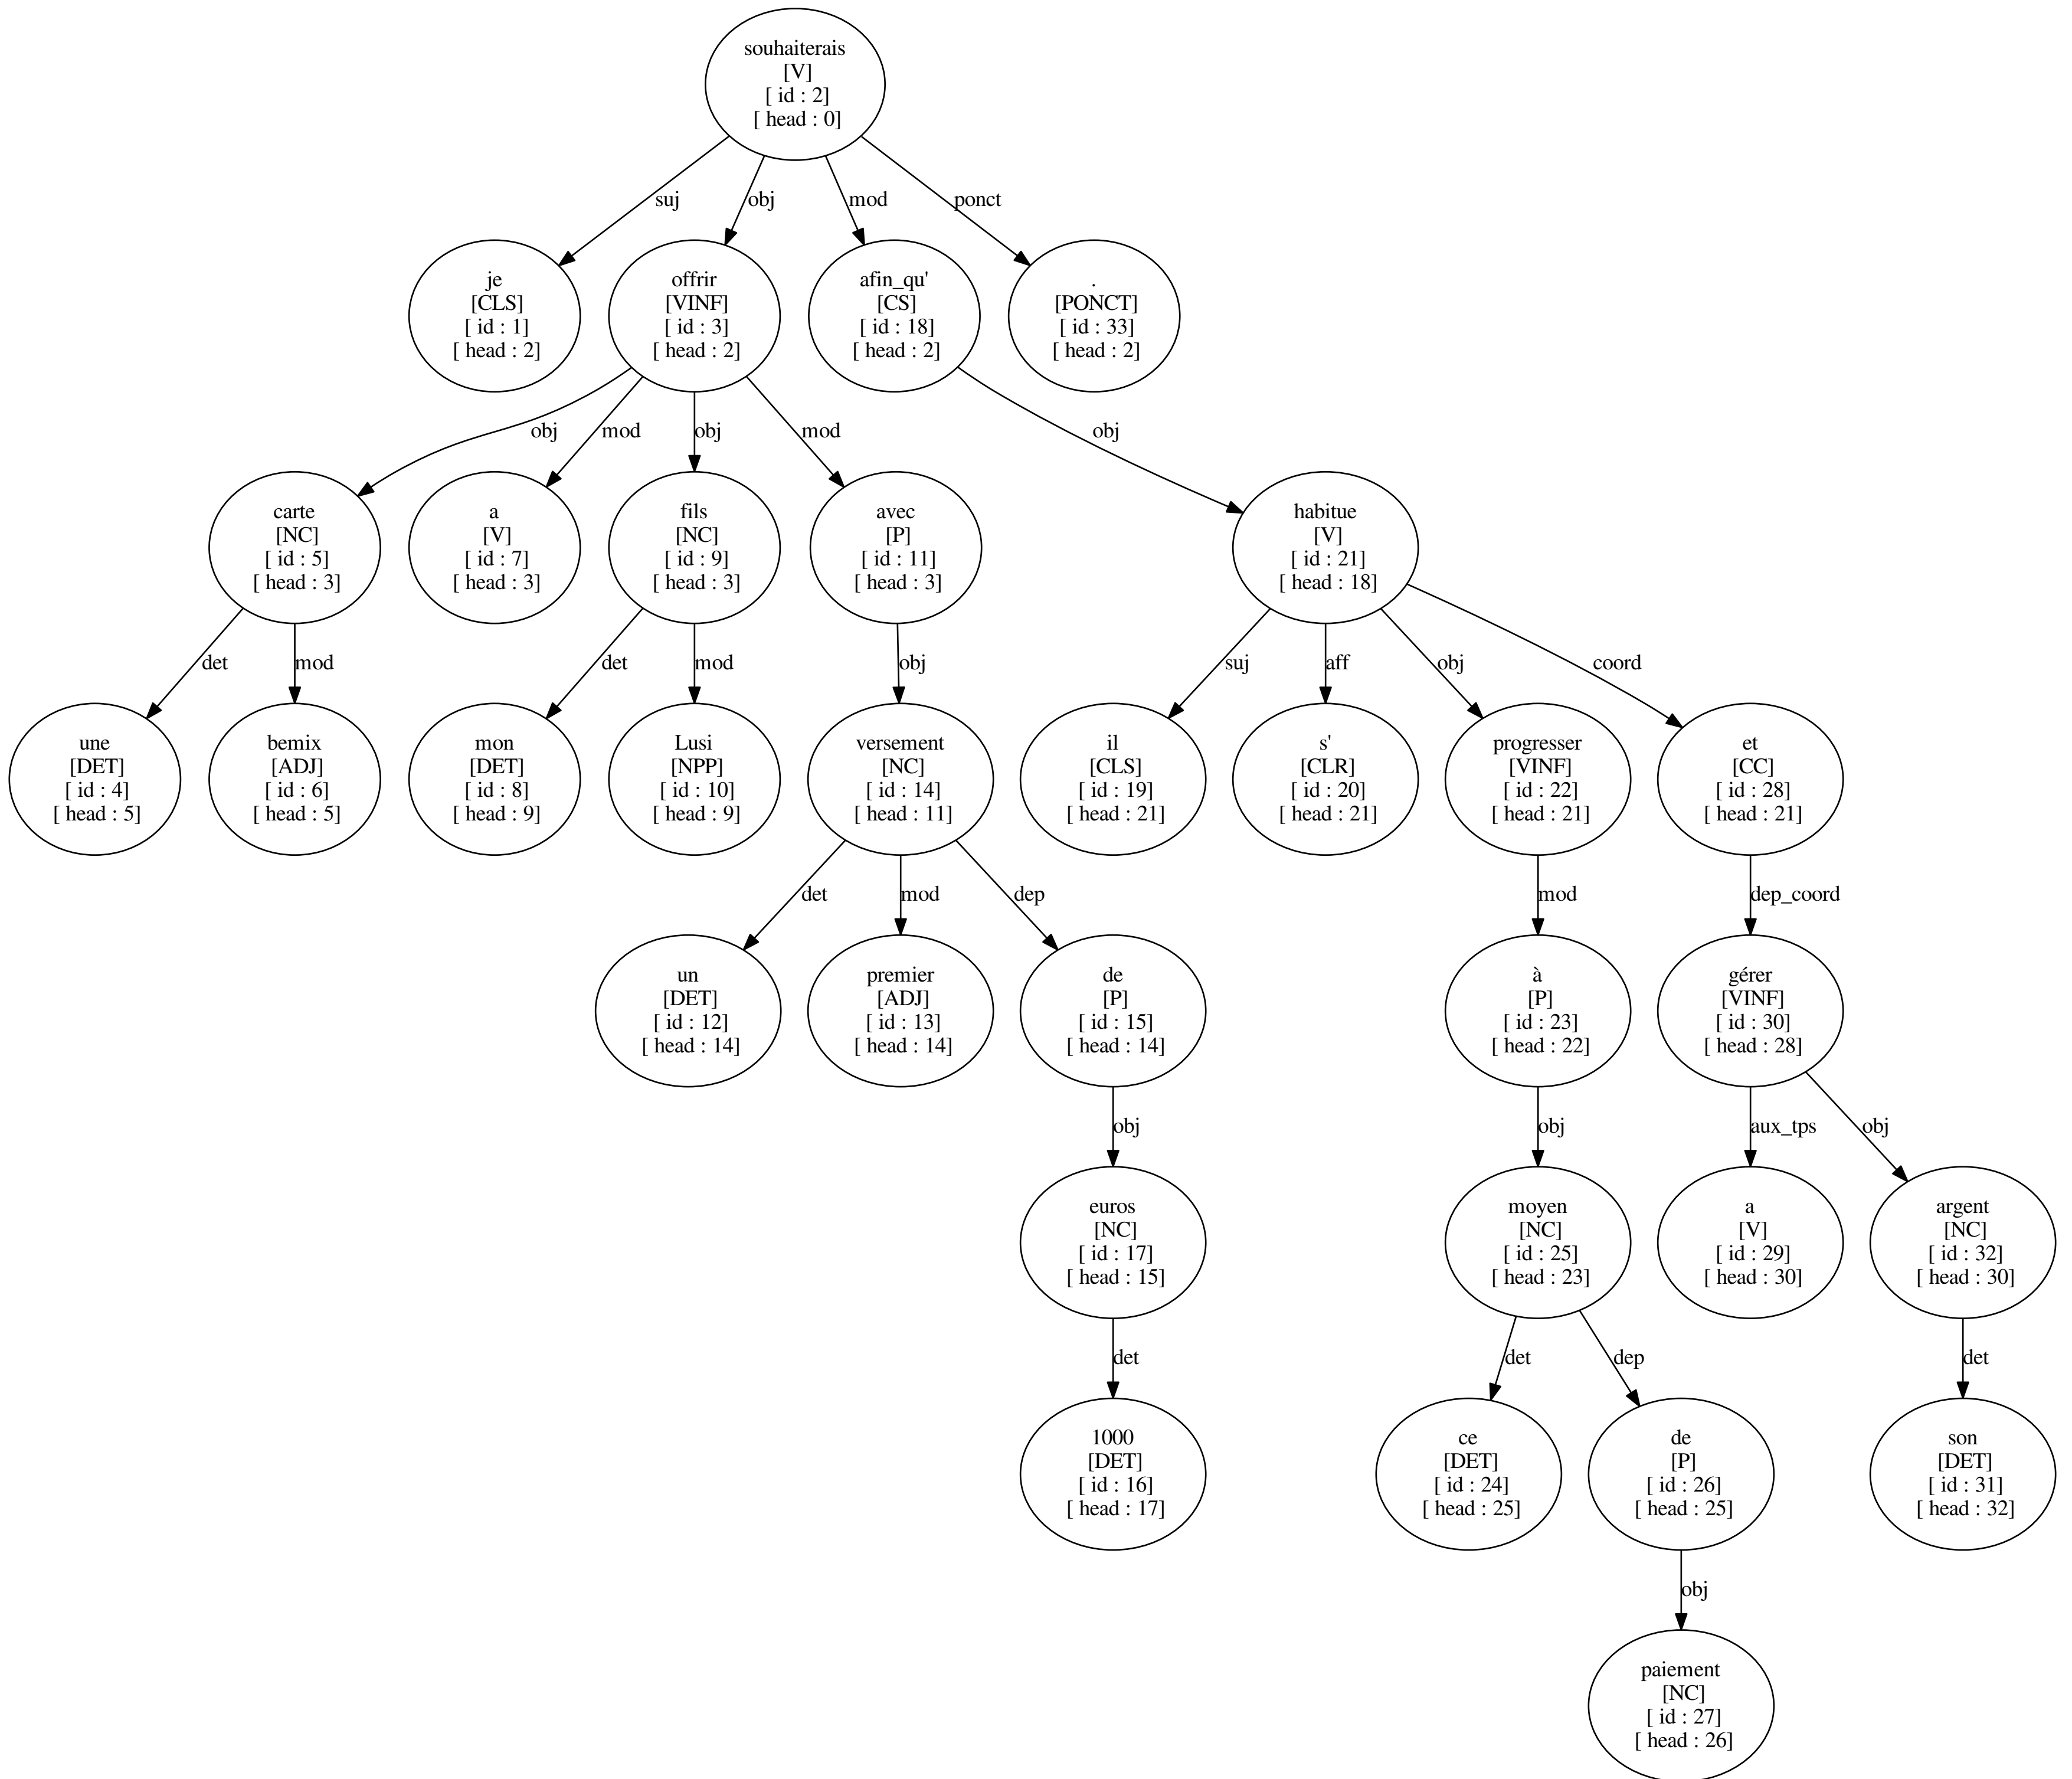 souhaiterais
[V]
[ id : 2]
[ head : 0]
suj
obj
mod
ponct
je
[CLS]
[ id : 1]
[ head : 2]
offrir
[VINF]
[ id : 3]
[ head : 2]
afin_qu'
[CS]
[ id : 18]
[ head : 2]
.
[PONCT]
[ id : 33]
[ head : 2]
obj
mod
obj
mod
obj
carte
[NC]
[ id : 5]
[ head : 3]
a
[V]
[ id : 7]
[ head : 3]
fils
[NC]
[ id : 9]
[ head : 3]
avec
[P]
[ id : 11]
[ head : 3]
habitue
[V]
[ id : 21]
[ head : 18]
det
mod
det
mod
obj
suj
aff
obj
coord
une
[DET]
[ id : 4]
[ head : 5]
bemix
[ADJ]
[ id : 6]
[ head : 5]
mon
[DET]
[ id : 8]
[ head : 9]
Lusi
[NPP]
[ id : 10]
[ head : 9]
versement
[NC]
[ id : 14]
[ head : 11]
il
[CLS]
[ id : 19]
[ head : 21]
s'
[CLR]
[ id : 20]
[ head : 21]
progresser
[VINF]
[ id : 22]
[ head : 21]
et
[CC]
[ id : 28]
[ head : 21]
det
mod
dep
mod
dep_coord
un
[DET]
[ id : 12]
[ head : 14]
premier
[ADJ]
[ id : 13]
[ head : 14]
de
[P]
[ id : 15]
[ head : 14]
à
[P]
[ id : 23]
[ head : 22]
gérer
[VINF]
[ id : 30]
[ head : 28]
obj
obj
aux_tps
obj
euros
[NC]
[ id : 17]
[ head : 15]
moyen
[NC]
[ id : 25]
[ head : 23]
a
[V]
[ id : 29]
[ head : 30]
argent
[NC]
[ id : 32]
[ head : 30]
det
det
dep
det
1000
[DET]
[ id : 16]
[ head : 17]
ce
[DET]
[ id : 24]
[ head : 25]
de
[P]
[ id : 26]
[ head : 25]
son
[DET]
[ id : 31]
[ head : 32]
obj
paiement
[NC]
[ id : 27]
[ head : 26]